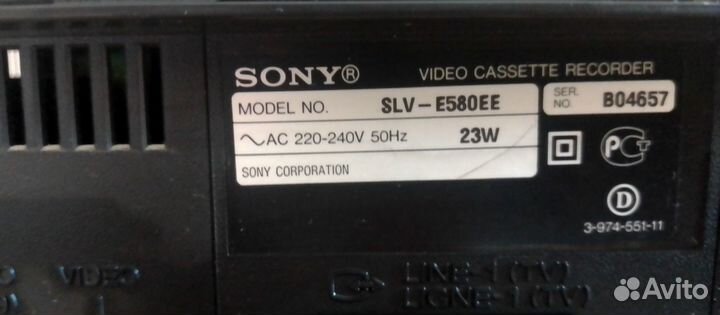 SONY® VIDEO CASSETTE RECORDER
MODEL NO. SLV-E580EE
SER. NO. B04657
~AC 220-240V 50Hz 23W
SONY CORPORATION
D
3-974-551-11
VIDEO
LINE-1 (TV)
LIGNE-1 (TV)
Avito